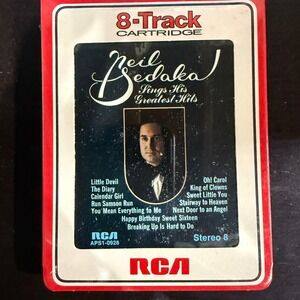 8-Track
CARTRIDGE
Neil
Sedaka
Sings His
Greatest Hits
Little Devil
The Diary
Calendar Girl
Run Samson Run
You Mean Everything to Me
Oh! Carol
King of Clowns
Sweet Little You
Stairway to Heaven
Next Door to an Angel
Happy Birthday Sweet Sixteen
Breaking Up Is Hard to Do
RCA
APS1-0928
Stereo 8
RCA